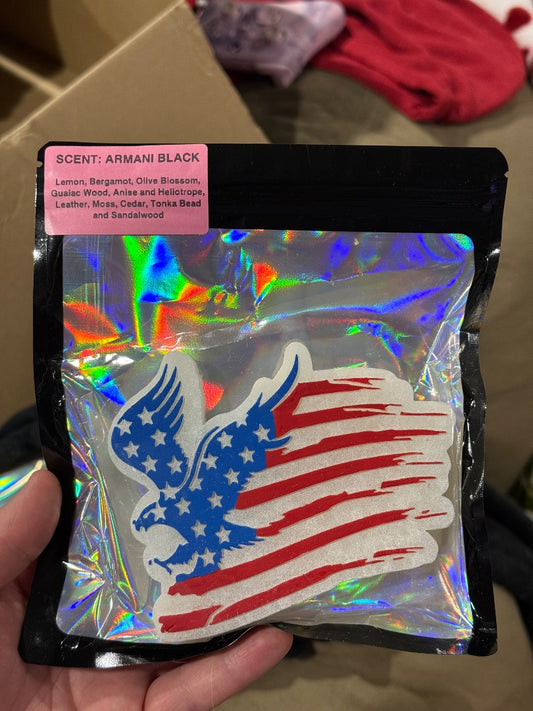 SCENT: ARMANI BLACK
Lemon, Bergamot, Olive Blossom,
Guaiac Wood, Anise and Heliotrope,
Leather, Moss, Cedar, Tonka Bead
and Sandalwood